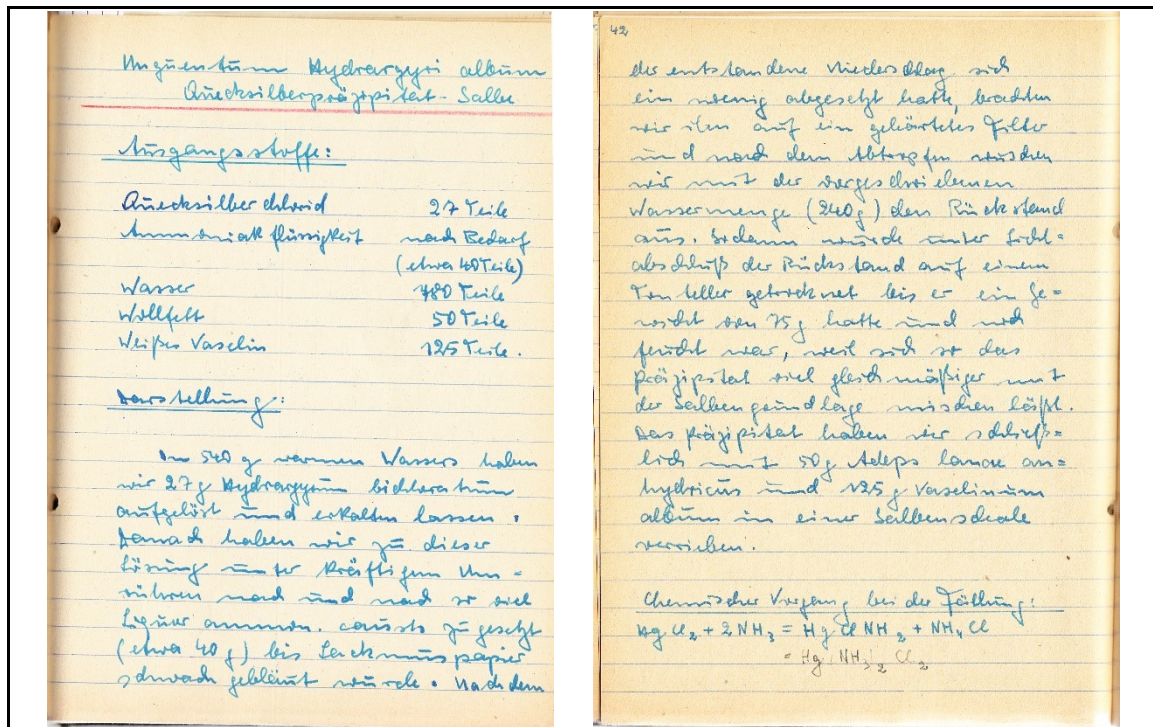 Unguentum Hydrargyri album
Quecksilberpräzipitat-Salbe
Ausgangsstoffe:
Quecksilberchlorid 27 Teile
Ammoniakflüssigkeit nach Bedarf
(etwa 40 Teile)
Wasser 780 Teile
Wollfett 50 Teile
Weißes Vaselin 125 Teile.
Darstellung:
In 540 g warmen Wassers haben
wir 27 g Hydrargyrum bichloratum
aufgelöst und erkalten lassen.
Danach haben wir zu dieser
Lösung unter kräftigem Um=
rühren nach und nach so viel
Liquor ammon. caust. zugesetzt
(etwa 40 g) bis Lackmuspapier
schwach gebläut wurde. Nachdem
42
der entstandene Niederschlag sich
ein wenig abgesetzt hatte, brachten
wir ihn auf ein gehärtetes Filter
und nach dem Abtropfen wuschen
wir mit der vorgeschriebenen
Wassermenge (240 g) den Rückstand
aus. Sodann wurde unter Licht=
abschluß der Rückstand auf einem
Tonteller getrocknet bis er ein Ge=
wicht von 75 g hatte und noch
feucht war, weil sich so das
Präzipitat viel gleichmäßiger mit
der Salbengrundlage mischen läßt.
Das Präzipitat haben wir schließ=
lich mit 50 g Adeps lanae an=
hydricus und 125 g Vaselinum
album in einer Salbenschale
verrieben.
Chemischer Vorgang bei der Fällung:
HgCl₂ + 2 NH₃ = HgClNH₂ + NH₄Cl
= Hg(NH₃)₂Cl₂